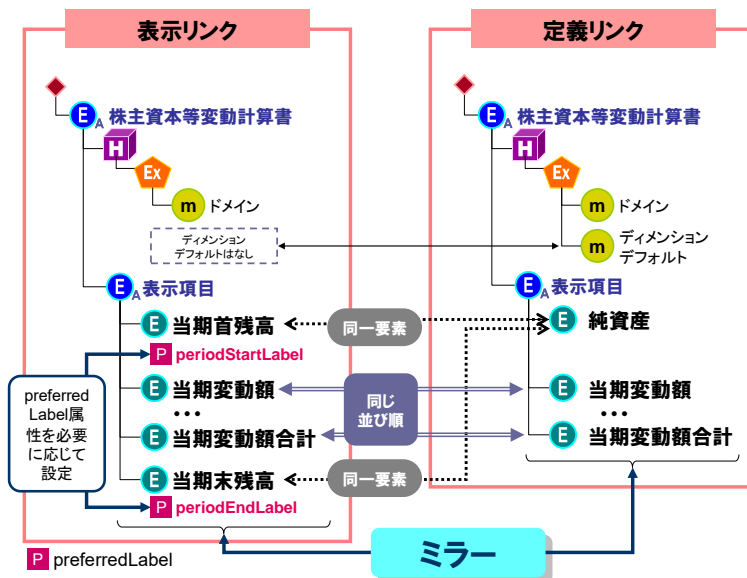 表示リンク
定義リンク
E
A
株主資本等変動計算書
H
Ex
m
ドメイン
ディメンション
デフォルトはなし
E
A
表示項目
E
当期首残高
P
periodStartLabel
E
当期変動額
...
E
当期変動額合計
E
当期末残高
P
periodEndLabel
preferred
Label属
性を必要
に応じて
設定
同一要素
同じ
並び順
同一要素
E
A
株主資本等変動計算書
H
Ex
m
ドメイン
m
ディメンション
デフォルト
E
A
表示項目
E
純資産
E
当期変動額
...
E
当期変動額合計
ミラー
P
preferredLabel